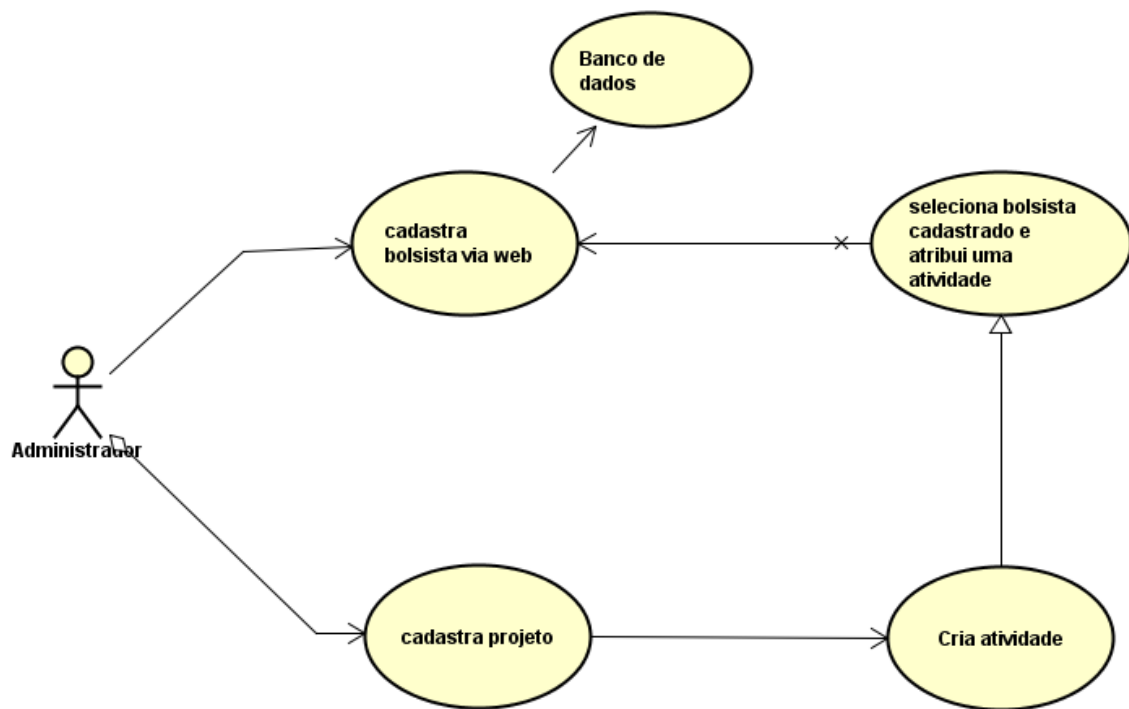 Banco de
dados
cadastra
bolsista via web
seleciona bolsista
cadastrado e
atribui uma
atividade
Administrador
cadastra projeto
Cria atividade